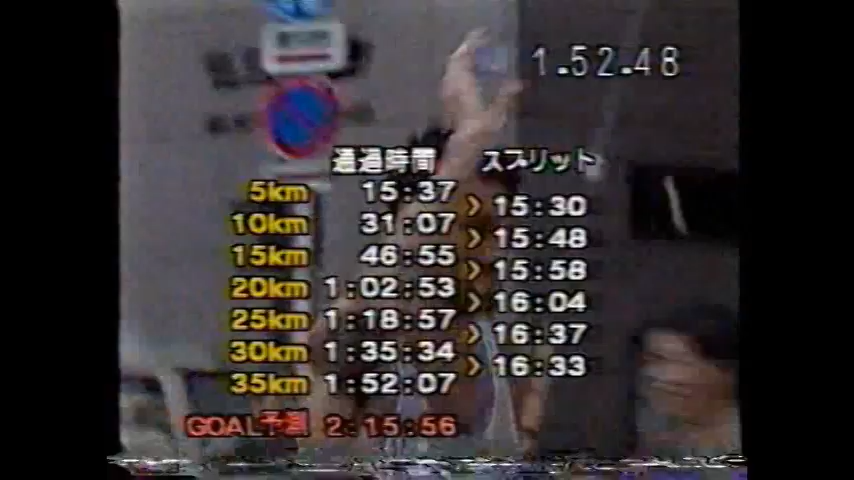 1.52.48
通過時間 スプリット
5km 15:37
> 15:30
10km 31:07
> 15:48
15km 46:55
> 15:58
20km 1:02:53
> 16:04
25km 1:18:57
> 16:37
30km 1:35:34
> 16:33
35km 1:52:07
GOAL予測 2:15:56